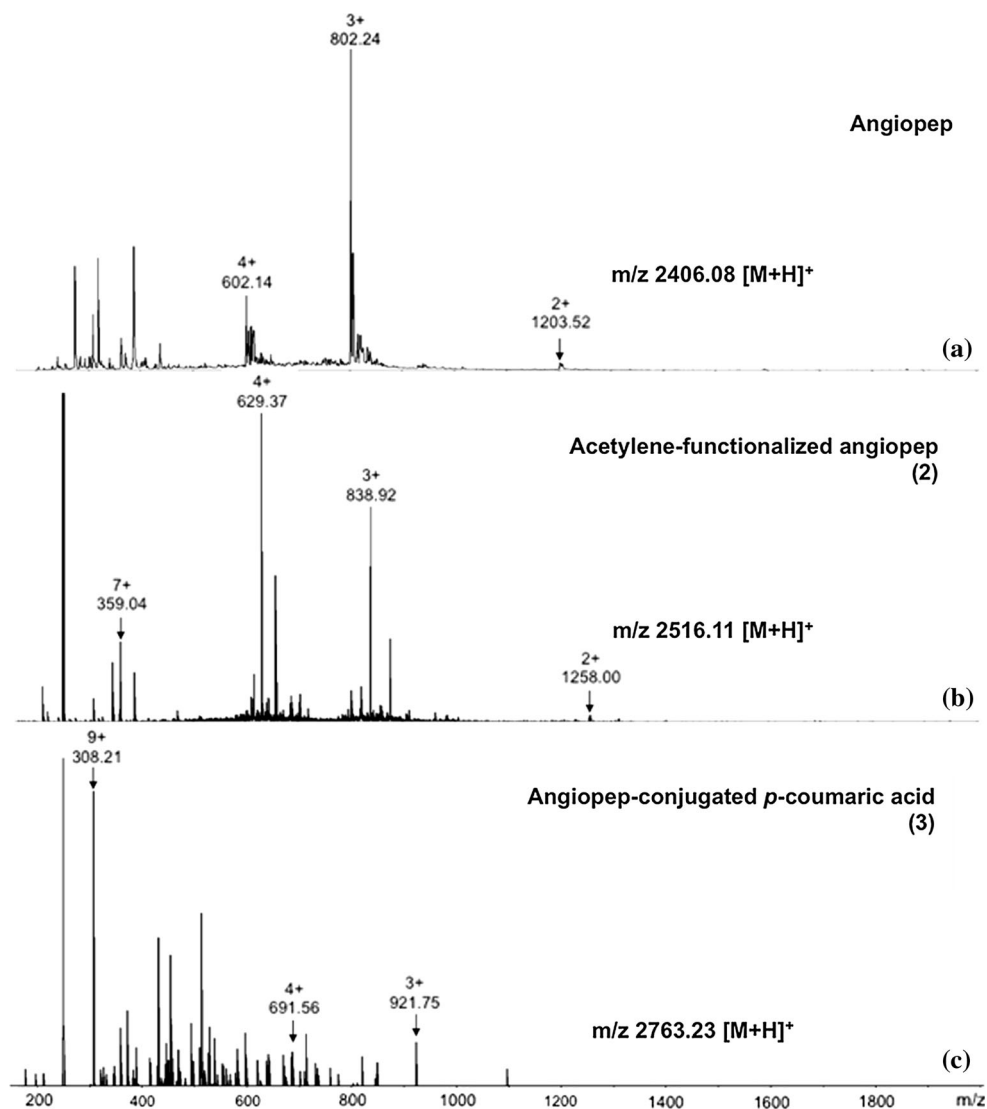 3+
802.24
Angiopep
4+
602.14
m/z 2406.08 [M+H]+
2+
1203.52
(a)
4+
629.37
Acetylene-functionalized angiopep
(2)
3+
838.92
7+
359.04
m/z 2516.11 [M+H]+
2+
1258.00
(b)
9+
308.21
Angiopep-conjugated p-coumaric acid
(3)
4+
691.56
3+
921.75
m/z 2763.23 [M+H]+
(c)
200 400 600 800 1000 1200 1400 1600 1800 m/z